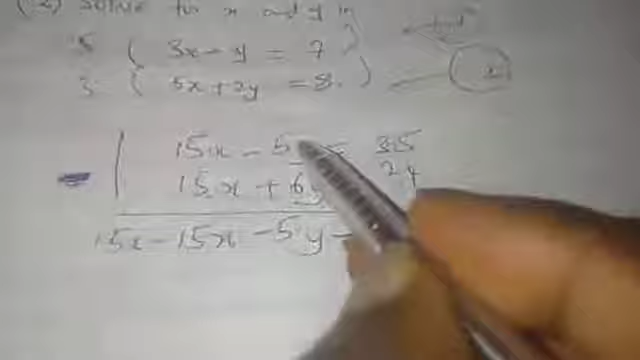 (2) Solve for x and y in
5 ( 3x - y = 7 )
3 ( 5x + 2y = 8 )
15x - 5 = 35
15x + 6y 24
15x - 15x - 5y -